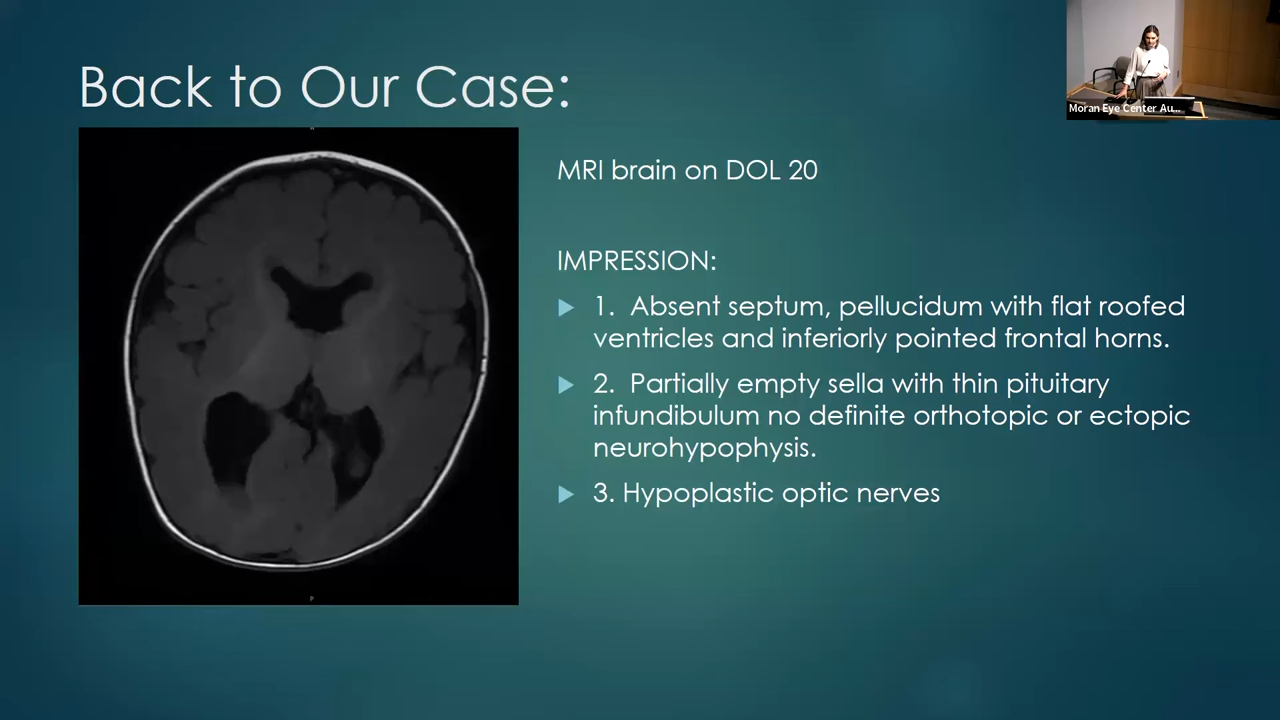 Back to Our Case:
Moran Eye Center Au...
MRI brain on DOL 20
IMPRESSION:
1. Absent septum, pellucidum with flat roofed
ventricles and inferiorly pointed frontal horns.
2. Partially empty sella with thin pituitary
infundibulum no definite orthotopic or ectopic
neurohypophysis.
3. Hypoplastic optic nerves